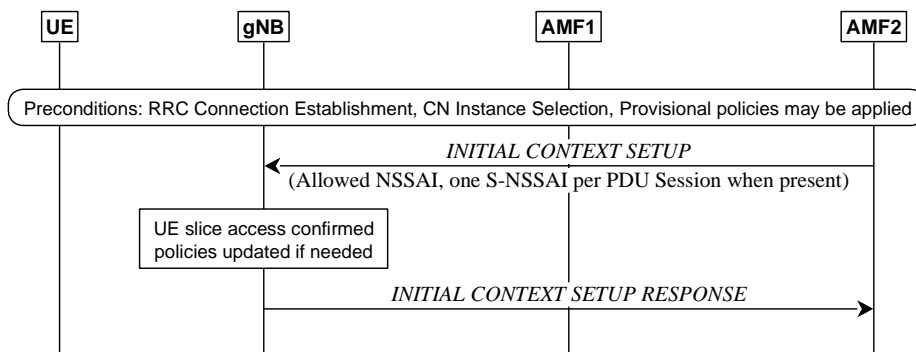 UE gNB AMF1 AMF2
Preconditions: RRC Connection Establishment, CN Instance Selection, Provisional policies may be applied
INITIAL CONTEXT SETUP
(Allowed NSSAI, one S-NSSAI per PDU Session when present)
UE slice access confirmed
policies updated if needed
INITIAL CONTEXT SETUP RESPONSE